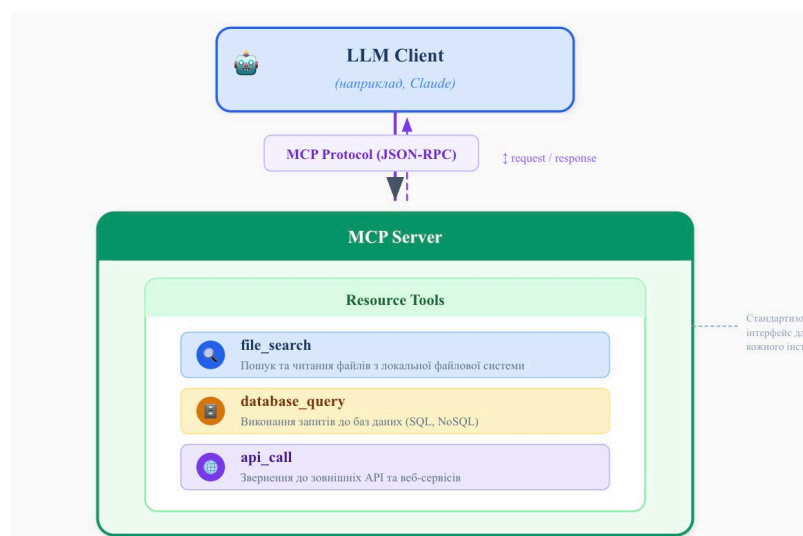 LLM Client
(наприклад, Claude)
MCP Protocol (JSON-RPC)
↕ request / response
MCP Server
Resource Tools
file_search
Пошук та читання файлів з локальної файлової системи
database_query
Виконання запитів до баз даних (SQL, NoSQL)
api_call
Звернення до зовнішніх API та веб-сервісів
інтерфейс
кожного